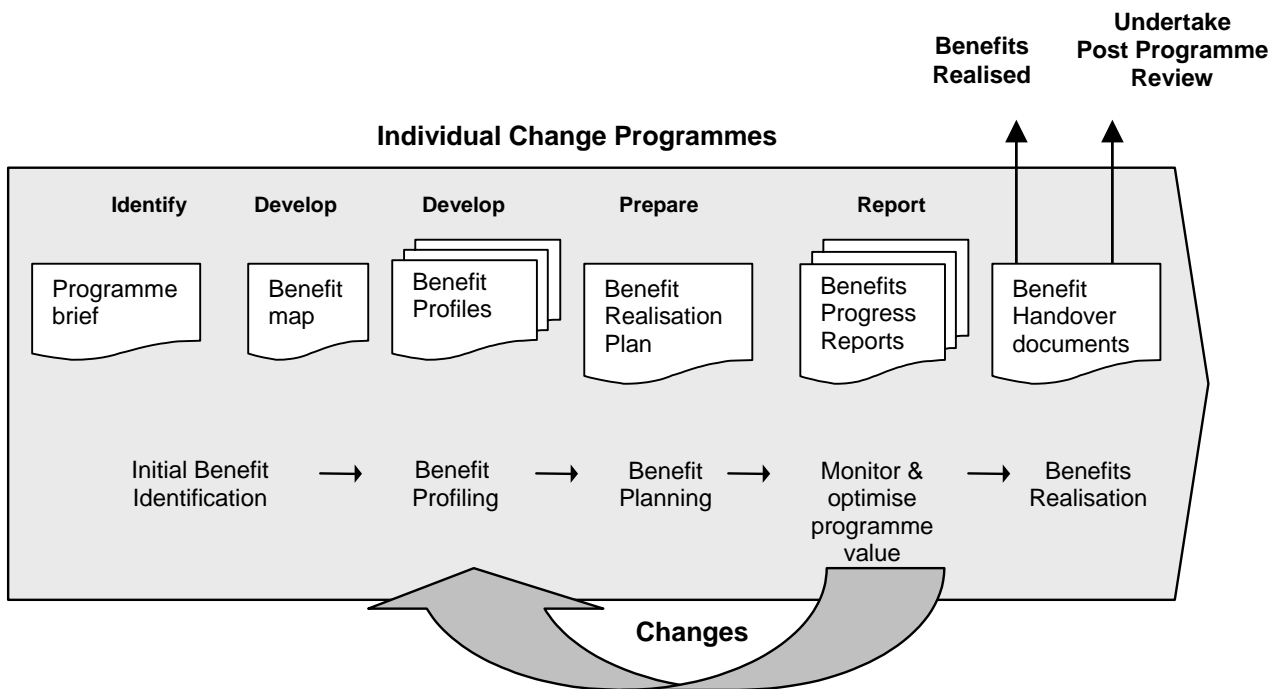 Undertake
Post Programme
Review
Benefits
Realised
Individual Change Programmes
Identify
Develop
Develop
Prepare
Report
Programme
brief
Benefit
map
Benefit
Profiles
Benefit
Realisation
Plan
Benefits
Progress
Reports
Benefit
Handover
documents
Initial Benefit
Identification
Benefit
Profiling
Benefit
Planning
Monitor &
optimise
programme
value
Benefits
Realisation
Changes